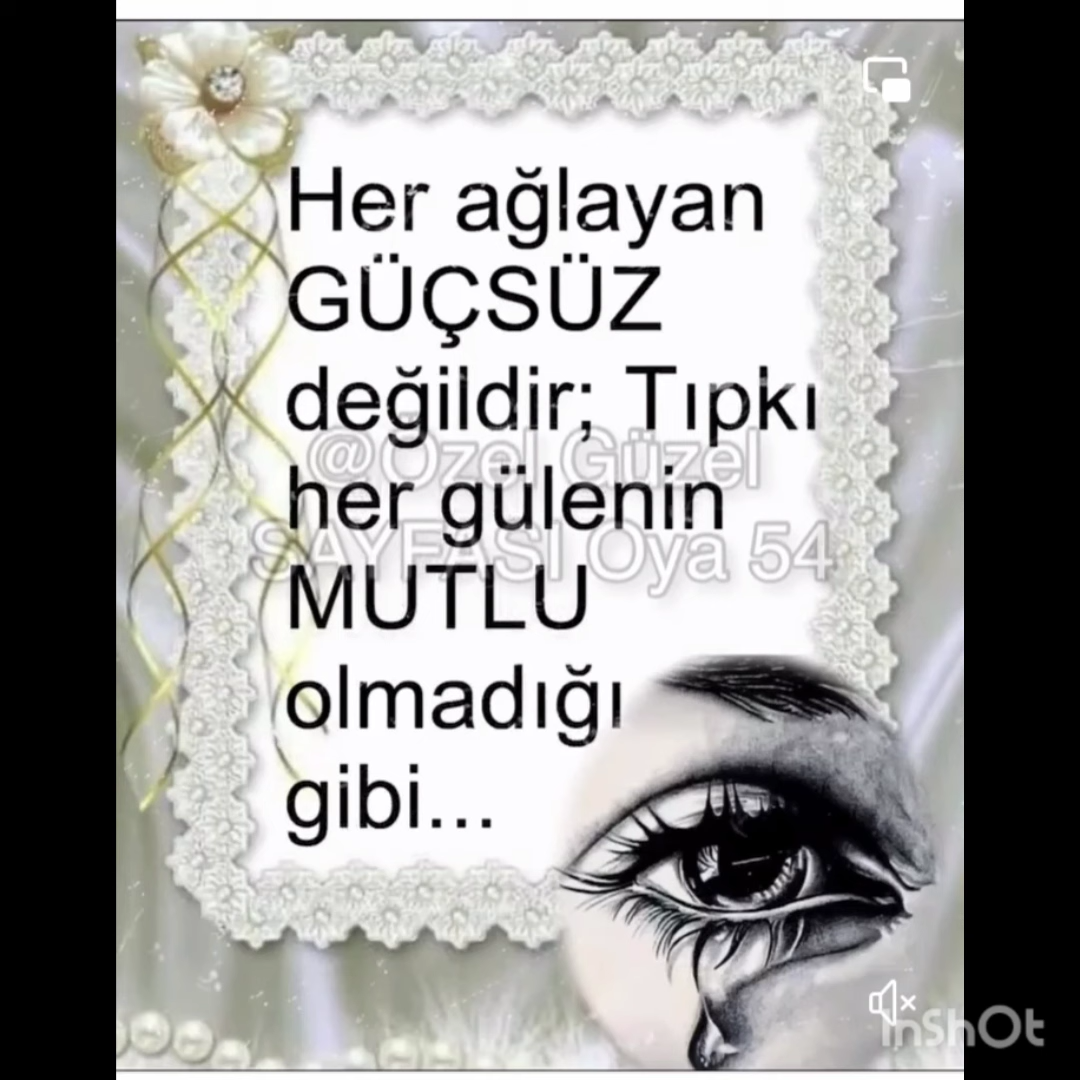 Her ağlayan
GÜÇSÜZ
değildir; Tıpkı
@Özel Güzel
her gülenin
SAYFASI Oya 54
MUTLU
olmadığı
gibi...
InShOt